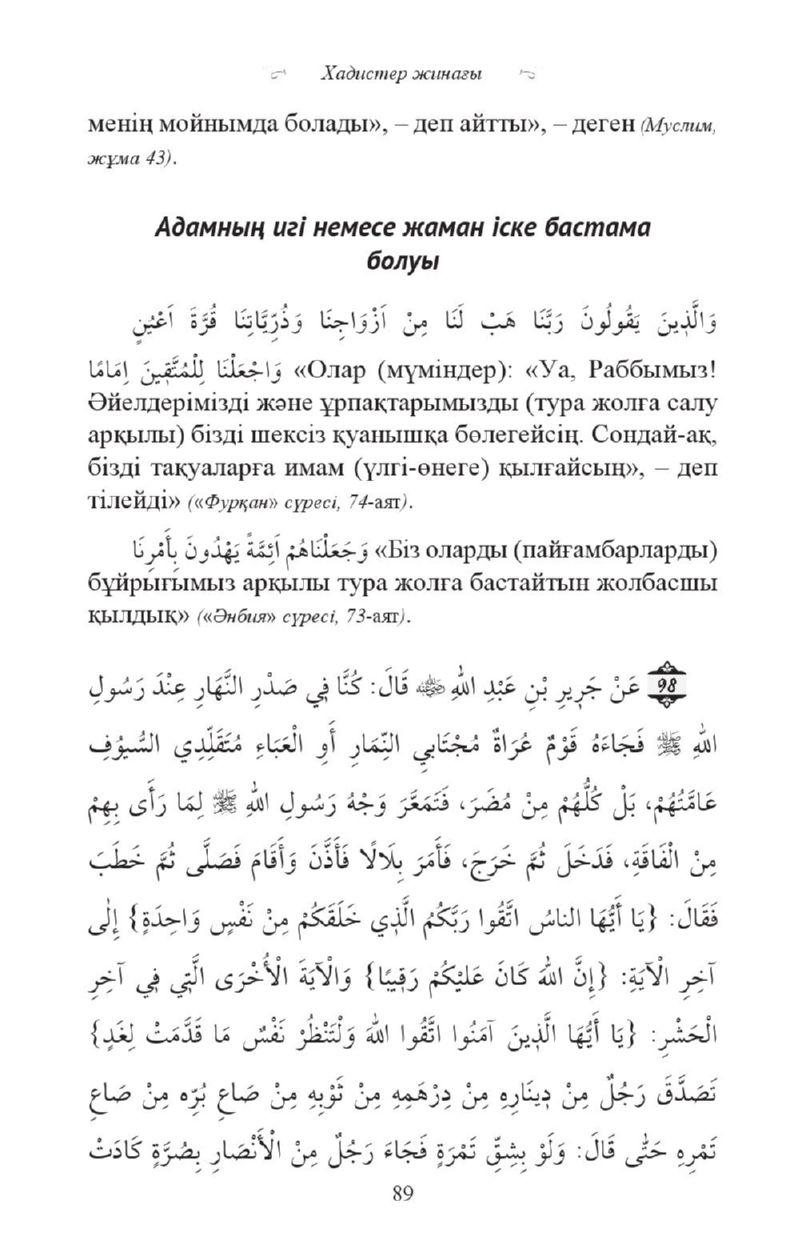 Хадистер жинағы
менің мойнымда болады», – деп айтты», – деген (Муслим,
жұма 43).
Адамның игі немесе жаман іске бастама
болуы
وَالَّذِينَ يَقُولُونَ رَبَّنَا هَبْ لَنَا مِنْ اَزْوَاجِنَا وَذُرِّيَّاتِنَا قُرَّةَ اَعْيُنٍ
وَاجْعَلْنَا لِلْمُتَّقِينَ اِمَامًا «Олар (мүміндер): «Уа, Раббымыз!
Әйелдерімізді және ұрпақтарымызды (тура жолға салу
арқылы) бізді шексіз қуанышқа бөлегейсің. Сондай-ақ,
бізді тақуаларға имам (үлгі-өнеге) қылғайсың», – деп
тілейді» («Фурқан» сүресі, 74-аят).
وَجَعَلْنَاهُمْ اَئِمَّةً يَهْدُونَ بِأَمْرِنَا «Біз оларды (пайғамбарларды)
бұйрығымыз арқылы тура жолға бастайтын жолбасшы
қылдық» («Әнбия» сүресі, 73-аят).
98 عَنْ جَرِيرِ بْنِ عَبْدِ اللهِ ﷺ قَالَ: كُنَّا فِي صَدْرِ النَّهَارِ عِنْدَ رَسُولِ
اللهِ ﷺ فَجَاءَهُ قَوْمٌ عُرَاةٌ مُجْتَابِي النِّمَارِ أَوِ الْعَبَاءِ مُتَقَلِّدِي السُّيُوْفِ
عَامَّتُهُمْ، بَلْ كُلُّهُمْ مِنْ مُضَرَ، فَتَمَعَّرَ وَجْهُ رَسُولِ اللهِ ﷺ لِمَا رَأَى بِهِمْ
مِنْ الْفَاقَةِ، فَدَخَلَ ثُمَّ خَرَجَ، فَأَمَرَ بِلَالًا فَأَذَّنَ وَأَقَامَ فَصَلَّى ثُمَّ خَطَبَ
فَقَالَ: {يَا أَيُّهَا الناسُ اتَّقُوا رَبَّكُمُ الَّذِي خَلَقَكُمْ مِنْ نَفْسٍ وَاحِدَةٍ} إِلَى
آخِرِ الْآيَةِ: {إِنَّ اللهَ كَانَ عَلَيْكُمْ رَقِيبًا} وَالْآيَةَ الْأُخْرَى الَّتِي فِي آخِرِ
الْحَشْرِ: {يَا أَيُّهَا الَّذِينَ آمَنُوا اتَّقُوا اللهَ وَلْتَنْظُرْ نَفْسٌ مَا قَدَّمَتْ لِغَدٍ}
تَصَدَّقَ رَجُلٌ مِنْ دِينَارِهِ مِنْ دِرْهَمِهِ مِنْ ثَوْبِهِ مِنْ صَاعِ بُرِّه مِنْ صَاعِ
تَمْرِهِ حَتَّى قَالَ: وَلَوْ بِشِقِّ تَمْرَةٍ فَجَاءَ رَجُلٌ مِنْ الْأَنْصَارِ بِصُرَّةٍ كَادَتْ
89